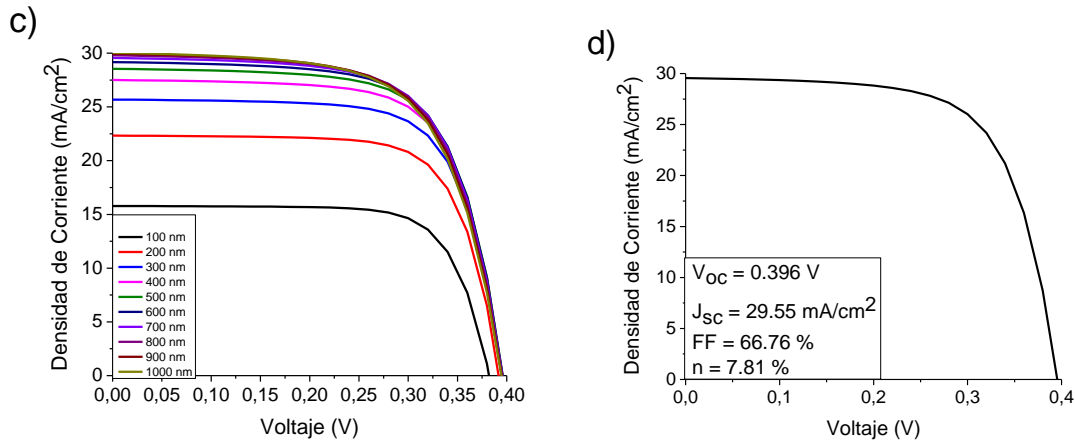 c)
Densidad de Corriente (mA/cm²)
30
25
20
15
10
5
0
100 nm
200 nm
300 nm
400 nm
500 nm
600 nm
700 nm
800 nm
900 nm
1000 nm
0,00 0,05 0,10 0,15 0,20 0,25 0,30 0,35 0,40
Voltaje (V)
d)
Densidad de Corriente (mA/cm²)
30
25
20
15
10
5
0
V_OC = 0.396 V
J_SC = 29.55 mA/cm²
FF = 66.76 %
n = 7.81 %
0,0 0,1 0,2 0,3 0,4
Voltaje (V)